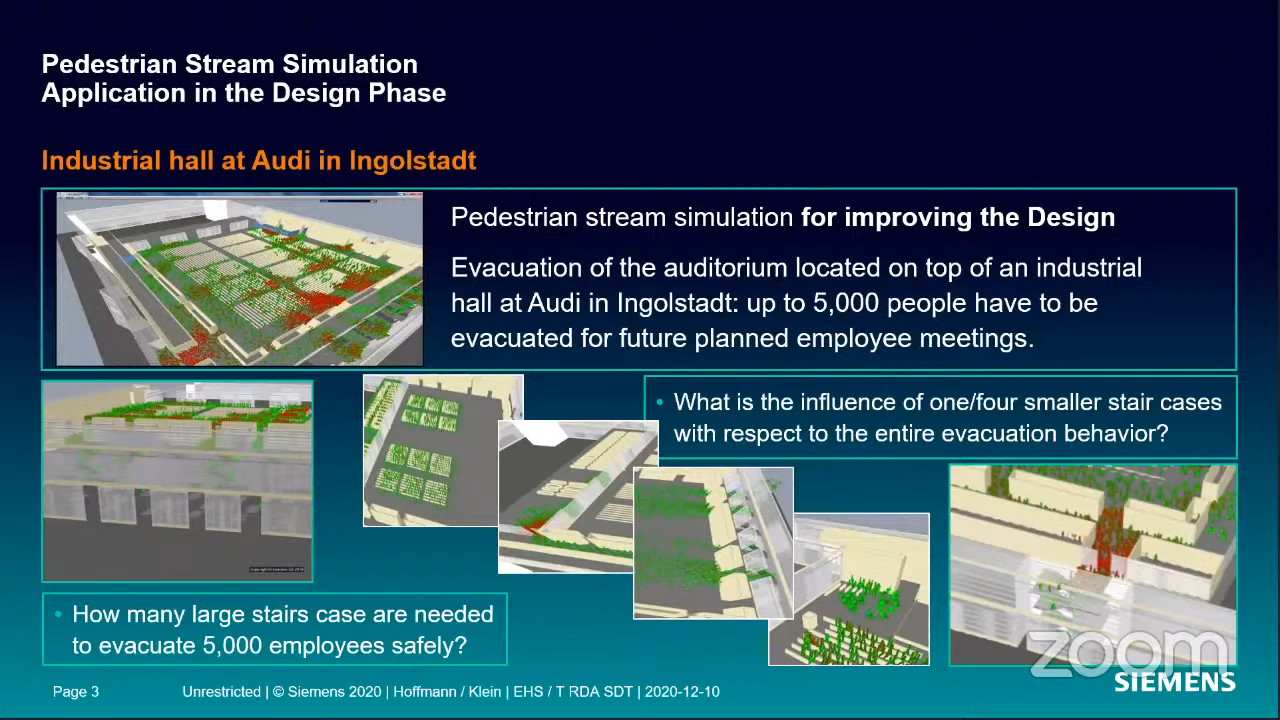 Pedestrian Stream Simulation
Application in the Design Phase
Industrial hall at Audi in Ingolstadt
Pedestrian stream simulation for improving the Design
Evacuation of the auditorium located on top of an industrial
hall at Audi in Ingolstadt: up to 5,000 people have to be
evacuated for future planned employee meetings.
• What is the influence of one/four smaller stair cases
with respect to the entire evacuation behavior?
• How many large stairs case are needed
to evacuate 5,000 employees safely?
zoom
SIEMENS
Page 3
Unrestricted | © Siemens 2020 | Hoffmann / Klein | EHS / T RDA SDT | 2020-12-10